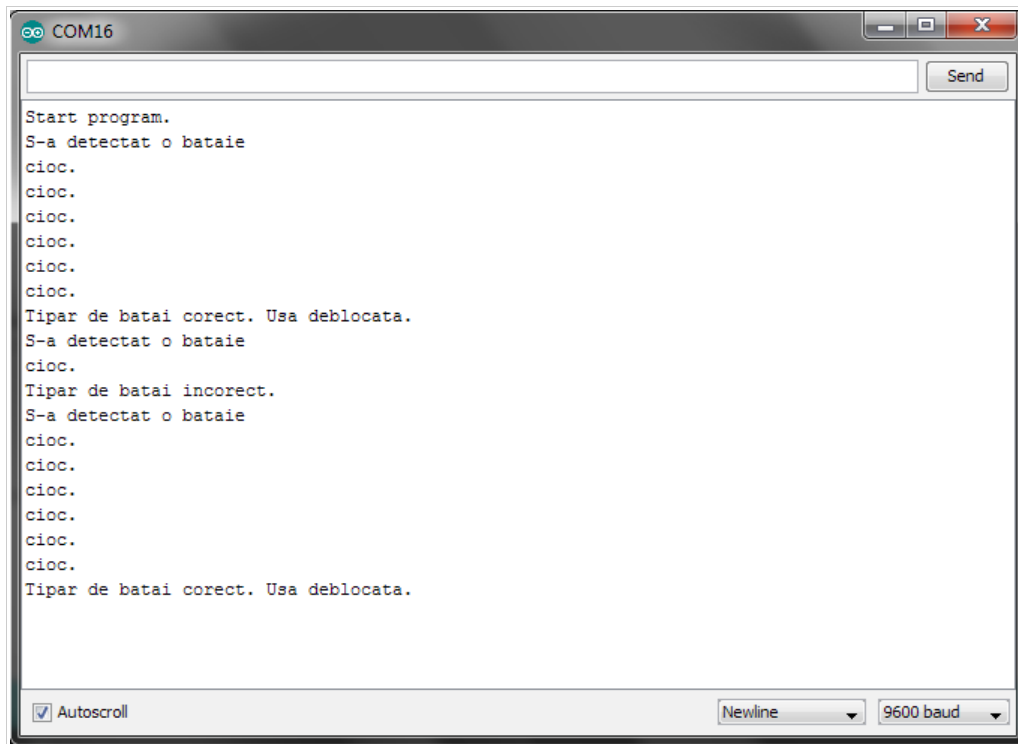 COM16
Send
Start program.
S-a detectat o bataie
cioc.
cioc.
cioc.
cioc.
cioc.
cioc.
Tipar de batai corect. Usa deblocata.
S-a detectat o bataie
cioc.
Tipar de batai incorect.
S-a detectat o bataie
cioc.
cioc.
cioc.
cioc.
cioc.
cioc.
Tipar de batai corect. Usa deblocata.
Autoscroll Newline 9600 baud